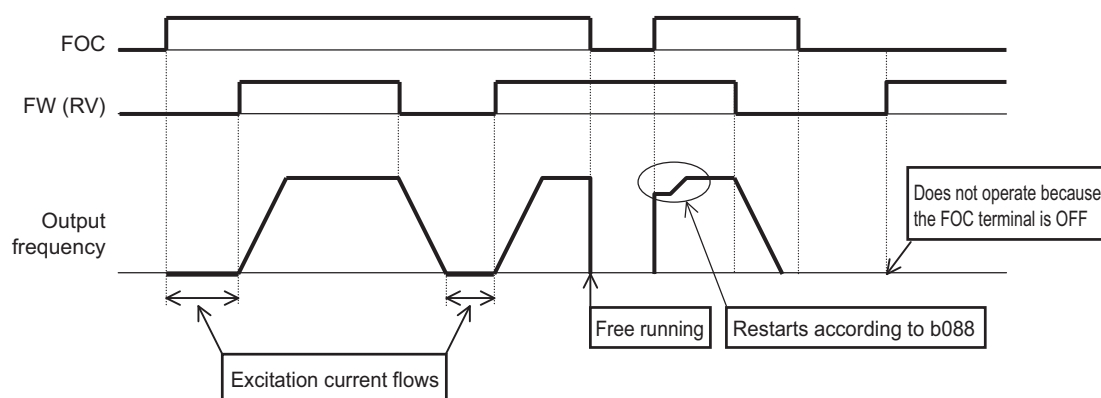 FOC
FW (RV)
Output
frequency
Does not operate because
the FOC terminal is OFF
Free running
Restarts according to b088
Excitation current flows